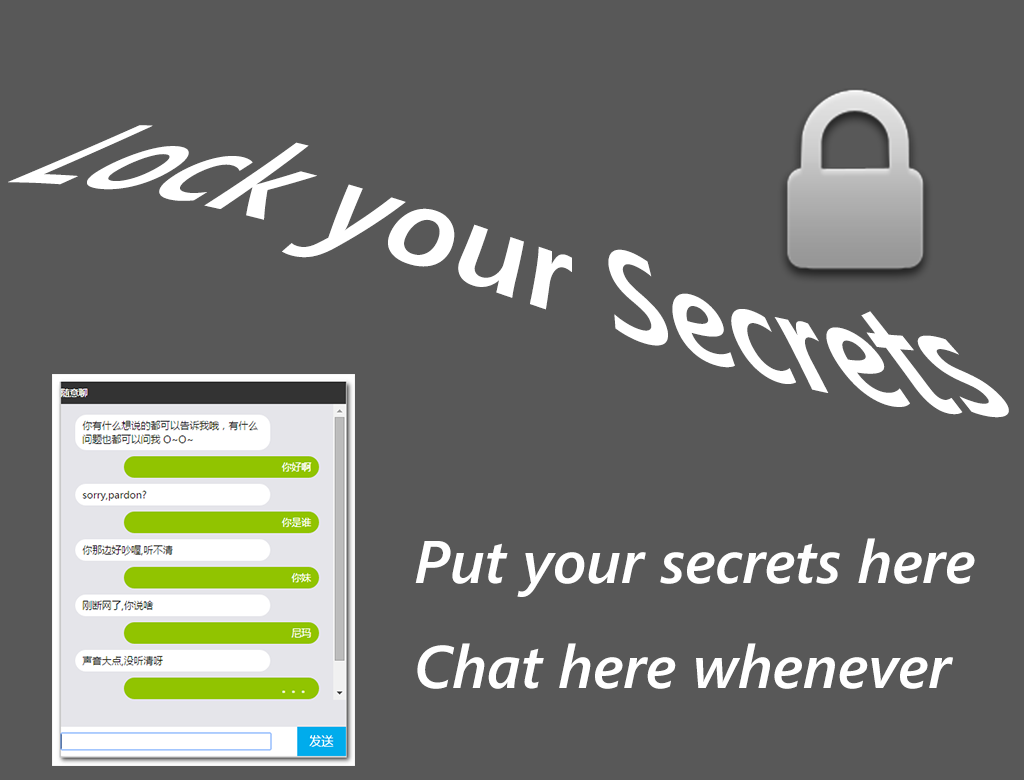 Lock your Secrets
随意聊
你有什么想说的都可以告诉我哦，有什么
问题也都可以问我 O~O~
你好啊
sorry,pardon?
你是谁
你那边好吵喔,听不清
你妹
刚断网了,你说啥
尼玛
声音大点,没听清呀
...
发送
Put your secrets here
Chat here whenever